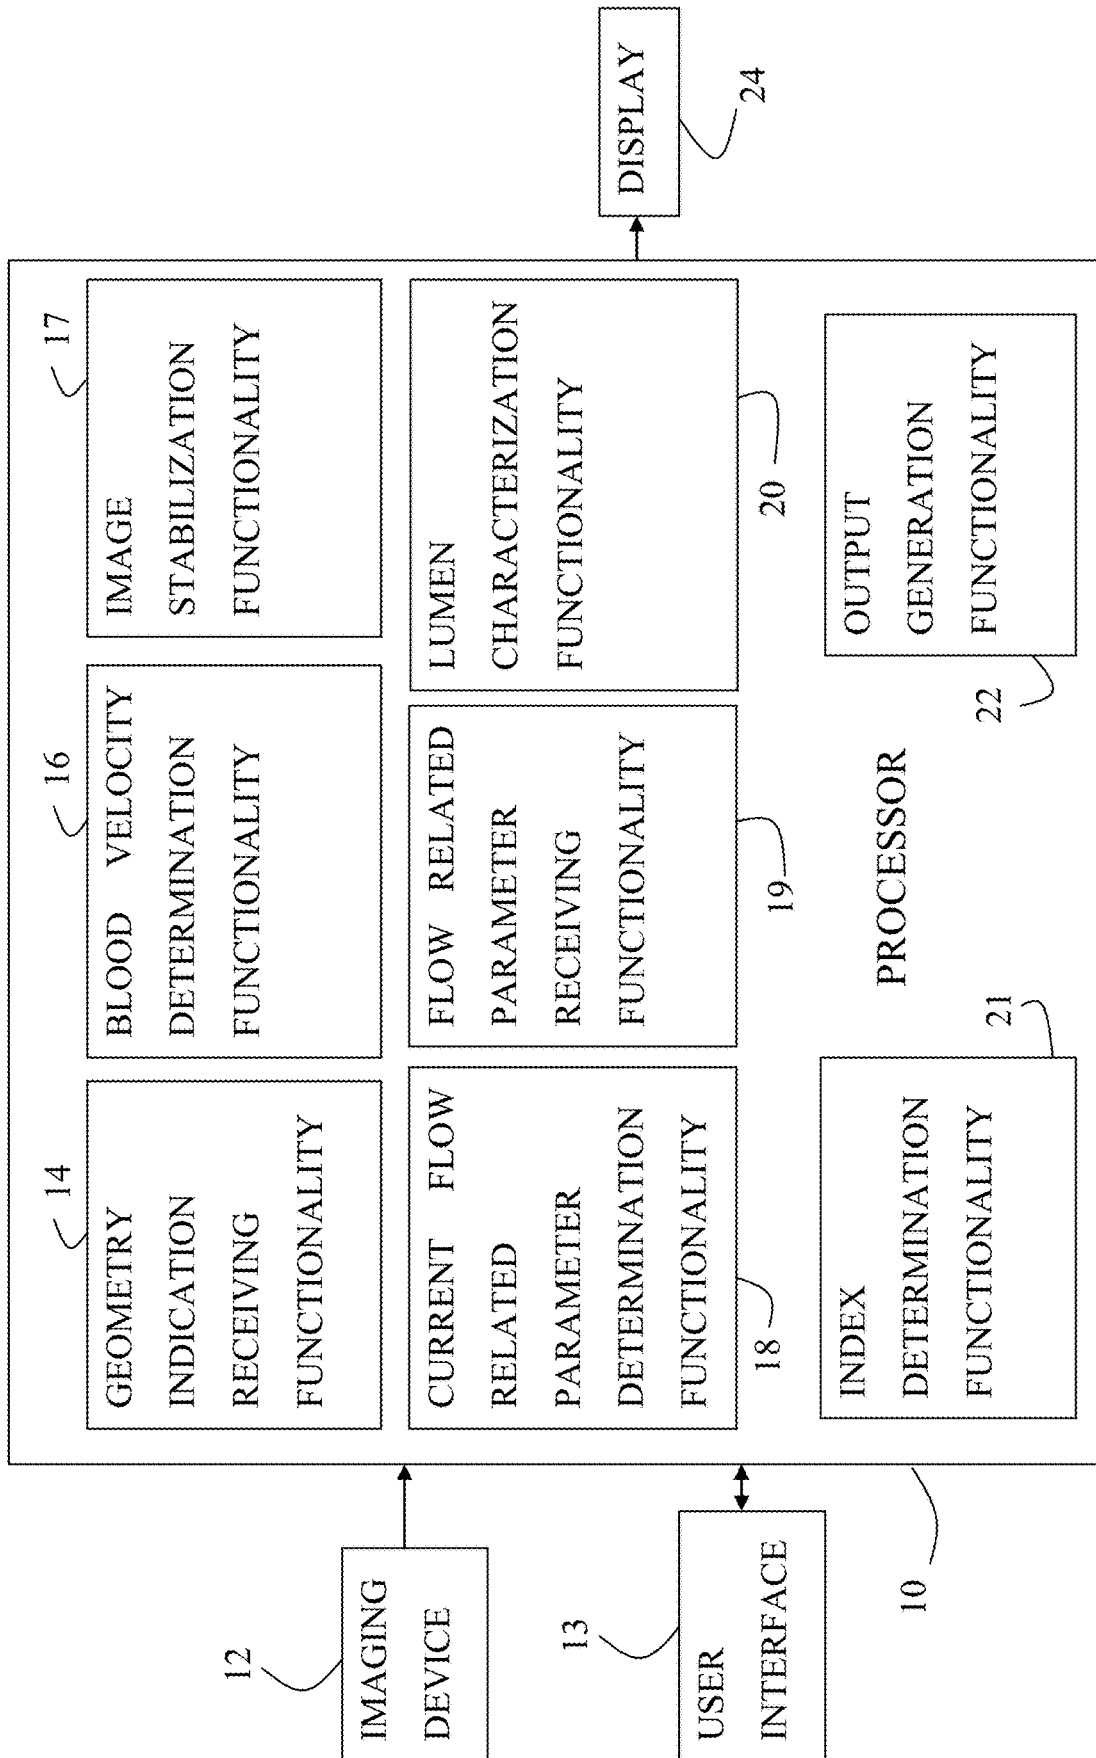 12
IMAGING
DEVICE
13
USER
INTERFACE
10
14
GEOMETRY
INDICATION
RECEIVING
FUNCTIONALITY
16
BLOOD VELOCITY
DETERMINATION
FUNCTIONALITY
17
IMAGE
STABILIZATION
FUNCTIONALITY
CURRENT FLOW
RELATED
PARAMETER
DETERMINATION
FUNCTIONALITY
18
FLOW RELATED
PARAMETER
RECEIVING
FUNCTIONALITY
19
LUMEN
CHARACTERIZATION
FUNCTIONALITY
20
INDEX
DETERMINATION
FUNCTIONALITY
21
PROCESSOR
OUTPUT
GENERATION
FUNCTIONALITY
22
DISPLAY
24